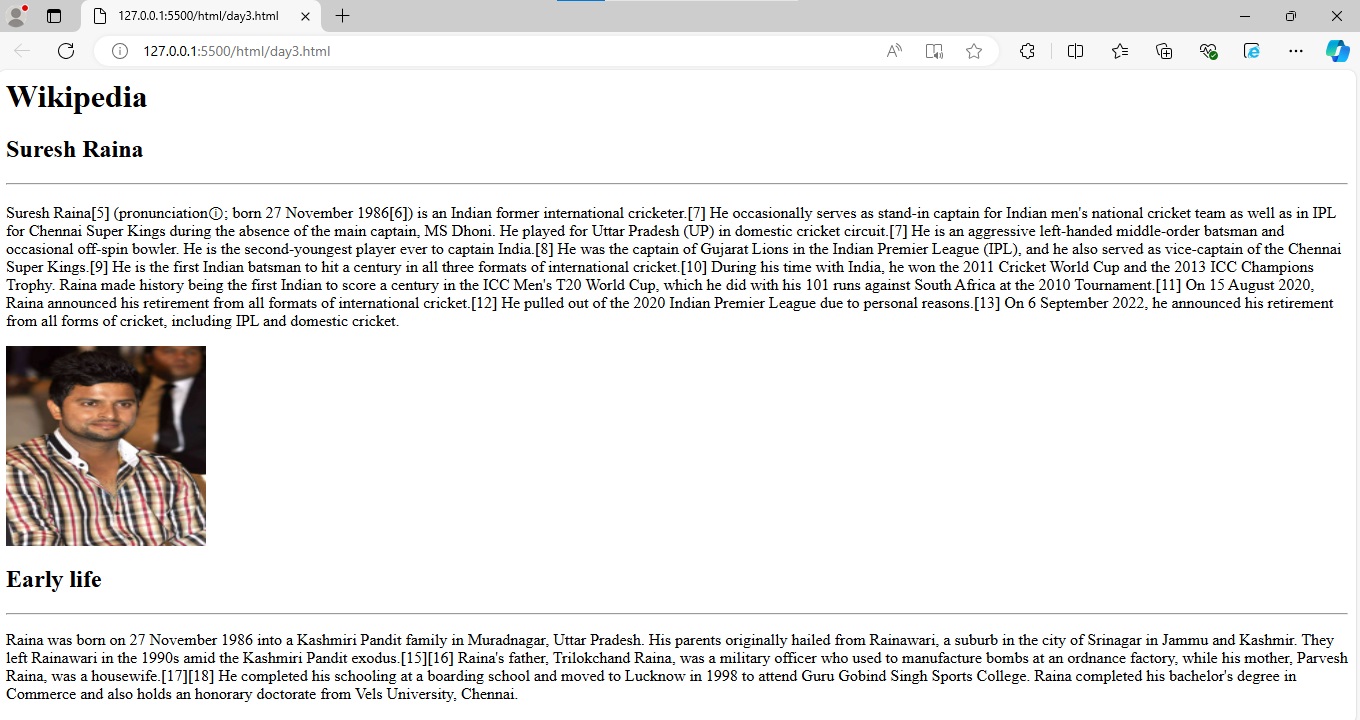 127.0.0.1:5500/html/day3.html
127.0.0.1:5500/html/day3.html
Wikipedia
Suresh Raina
Suresh Raina[5] (pronunciationⓘ; born 27 November 1986[6]) is an Indian former international cricketer.[7] He occasionally serves as stand-in captain for Indian men's national cricket team as well as in IPL
for Chennai Super Kings during the absence of the main captain, MS Dhoni. He played for Uttar Pradesh (UP) in domestic cricket circuit.[7] He is an aggressive left-handed middle-order batsman and
occasional off-spin bowler. He is the second-youngest player ever to captain India.[8] He was the captain of Gujarat Lions in the Indian Premier League (IPL), and he also served as vice-captain of the Chennai
Super Kings.[9] He is the first Indian batsman to hit a century in all three formats of international cricket.[10] During his time with India, he won the 2011 Cricket World Cup and the 2013 ICC Champions
Trophy. Raina made history being the first Indian to score a century in the ICC Men's T20 World Cup, which he did with his 101 runs against South Africa at the 2010 Tournament.[11] On 15 August 2020,
Raina announced his retirement from all formats of international cricket.[12] He pulled out of the 2020 Indian Premier League due to personal reasons.[13] On 6 September 2022, he announced his retirement
from all forms of cricket, including IPL and domestic cricket.
Early life
Raina was born on 27 November 1986 into a Kashmiri Pandit family in Muradnagar, Uttar Pradesh. His parents originally hailed from Rainawari, a suburb in the city of Srinagar in Jammu and Kashmir. They
left Rainawari in the 1990s amid the Kashmiri Pandit exodus.[15][16] Raina's father, Trilokchand Raina, was a military officer who used to manufacture bombs at an ordnance factory, while his mother, Parvesh
Raina, was a housewife.[17][18] He completed his schooling at a boarding school and moved to Lucknow in 1998 to attend Guru Gobind Singh Sports College. Raina completed his bachelor's degree in
Commerce and also holds an honorary doctorate from Vels University, Chennai.